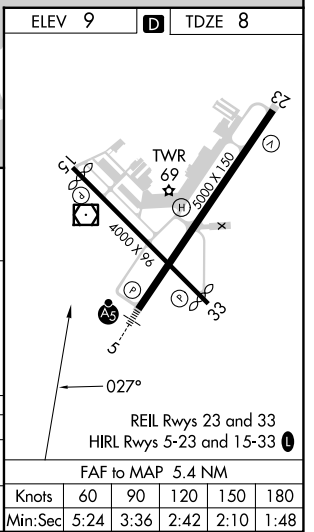 ELEV 9 D TDZE 8
23
V
15
TWR
69
P
H
5000 X 150
X
4000 X 96
P
P
A5
33
5
027°
REIL Rwys 23 and 33
HIRL Rwys 5-23 and 15-33 L
FAF to MAP 5.4 NM
Knots 60 90 120 150 180
Min:Sec 5:24 3:36 2:42 2:10 1:48